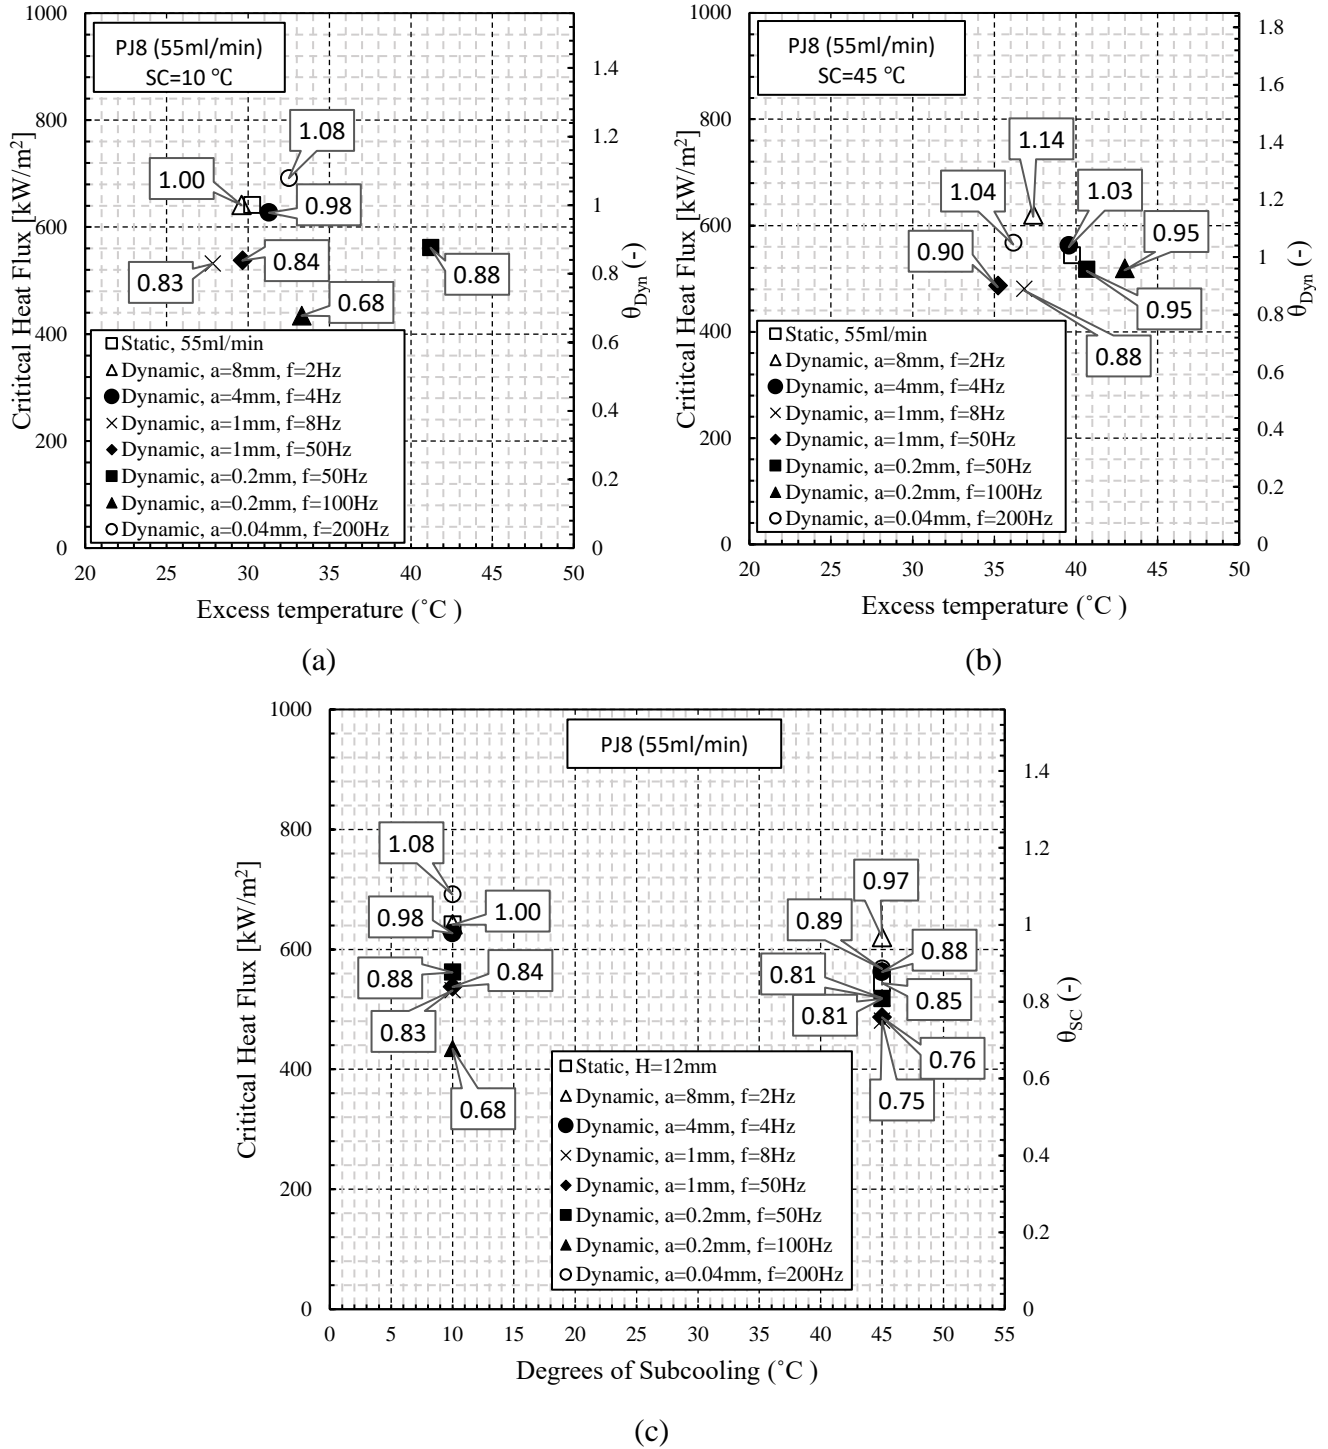 PJ8 (55ml/min)
SC=10 ℃
1000
800
600
400
200
0
Crititcal Heat Flux [kW/m²]
1.4
1.2
1
0.8
0.6
0.4
0.2
0
θDyn (-)
1.08
1.00
0.98
0.84
0.83
0.88
0.68
Static, 55ml/min
Dynamic, a=8mm, f=2Hz
Dynamic, a=4mm, f=4Hz
Dynamic, a=1mm, f=8Hz
Dynamic, a=1mm, f=50Hz
Dynamic, a=0.2mm, f=50Hz
Dynamic, a=0.2mm, f=100Hz
Dynamic, a=0.04mm, f=200Hz
20 25 30 35 40 45 50
Excess temperature (˚C )
(a)
PJ8 (55ml/min)
SC=45 ℃
1000
800
600
400
200
0
Crititcal Heat Flux [kW/m²]
1.8
1.6
1.4
1.2
1
0.8
0.6
0.4
0.2
0
θDyn (-)
1.14
1.04
1.03
0.95
0.90
0.95
0.88
Static, 55ml/min
Dynamic, a=8mm, f=2Hz
Dynamic, a=4mm, f=4Hz
Dynamic, a=1mm, f=8Hz
Dynamic, a=1mm, f=50Hz
Dynamic, a=0.2mm, f=50Hz
Dynamic, a=0.2mm, f=100Hz
Dynamic, a=0.04mm, f=200Hz
20 25 30 35 40 45 50
Excess temperature (˚C )
(b)
PJ8 (55ml/min)
1000
800
600
400
200
0
Crititcal Heat Flux [kW/m²]
1.4
1.2
1
0.8
0.6
0.4
0.2
0
θSC (-)
1.08
0.98
1.00
0.88
0.84
0.83
0.68
0.97
0.89
0.88
0.81
0.85
0.81
0.76
0.75
Static, H=12mm
Dynamic, a=8mm, f=2Hz
Dynamic, a=4mm, f=4Hz
Dynamic, a=1mm, f=8Hz
Dynamic, a=1mm, f=50Hz
Dynamic, a=0.2mm, f=50Hz
Dynamic, a=0.2mm, f=100Hz
Dynamic, a=0.04mm, f=200Hz
0 5 10 15 20 25 30 35 40 45 50 55
Degrees of Subcooling (˚C )
(c)